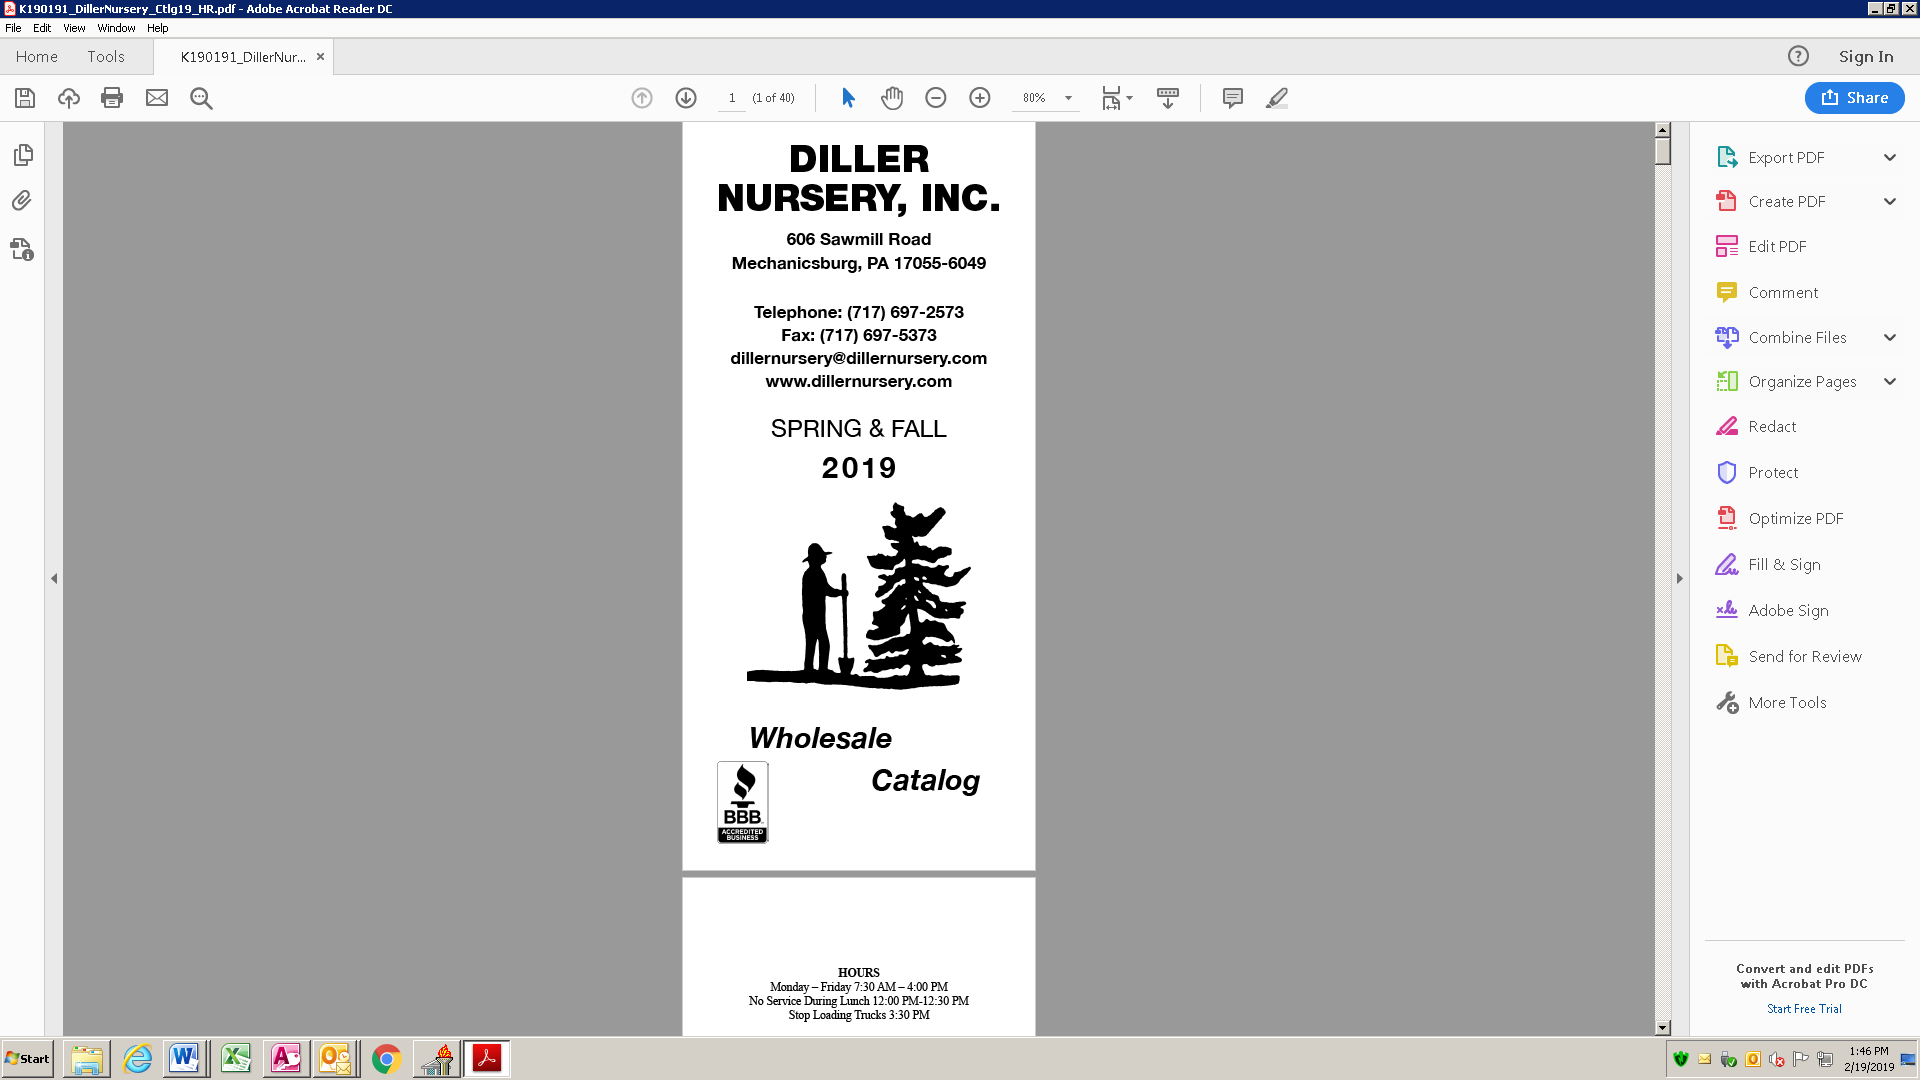 K190191_DillerNursery_Ctlg19_HR.pdf - Adobe Acrobat Reader DC
File Edit View Window Help
Home Tools K190191_DillerNur... × ? Sign In
1 (1 of 40) 80% Share
DILLER
NURSERY, INC.
606 Sawmill Road
Mechanicsburg, PA 17055-6049
Telephone: (717) 697-2573
Fax: (717) 697-5373
dillernursery@dillernursery.com
www.dillernursery.com
SPRING & FALL
2019
Wholesale
Catalog
BBB
ACCREDITED
BUSINESS
HOURS
Monday – Friday 7:30 AM – 4:00 PM
No Service During Lunch 12:00 PM-12:30 PM
Stop Loading Trucks 3:30 PM
Export PDF
Create PDF
Edit PDF
Comment
Combine Files
Organize Pages
Redact
Protect
Optimize PDF
Fill & Sign
Adobe Sign
Send for Review
More Tools
Convert and edit PDFs
with Acrobat Pro DC
Start Free Trial
Start
1:46 PM
2/19/2019